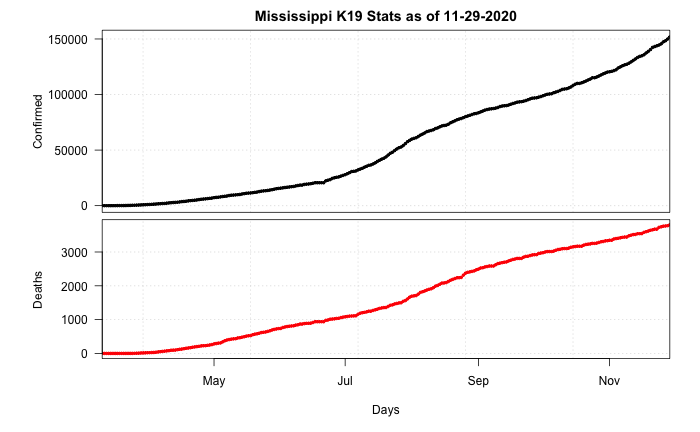 Mississippi K19 Stats as of 11-29-2020
150000
100000
50000
0
Confirmed
3000
2000
1000
0
Deaths
May Jul Sep Nov
Days